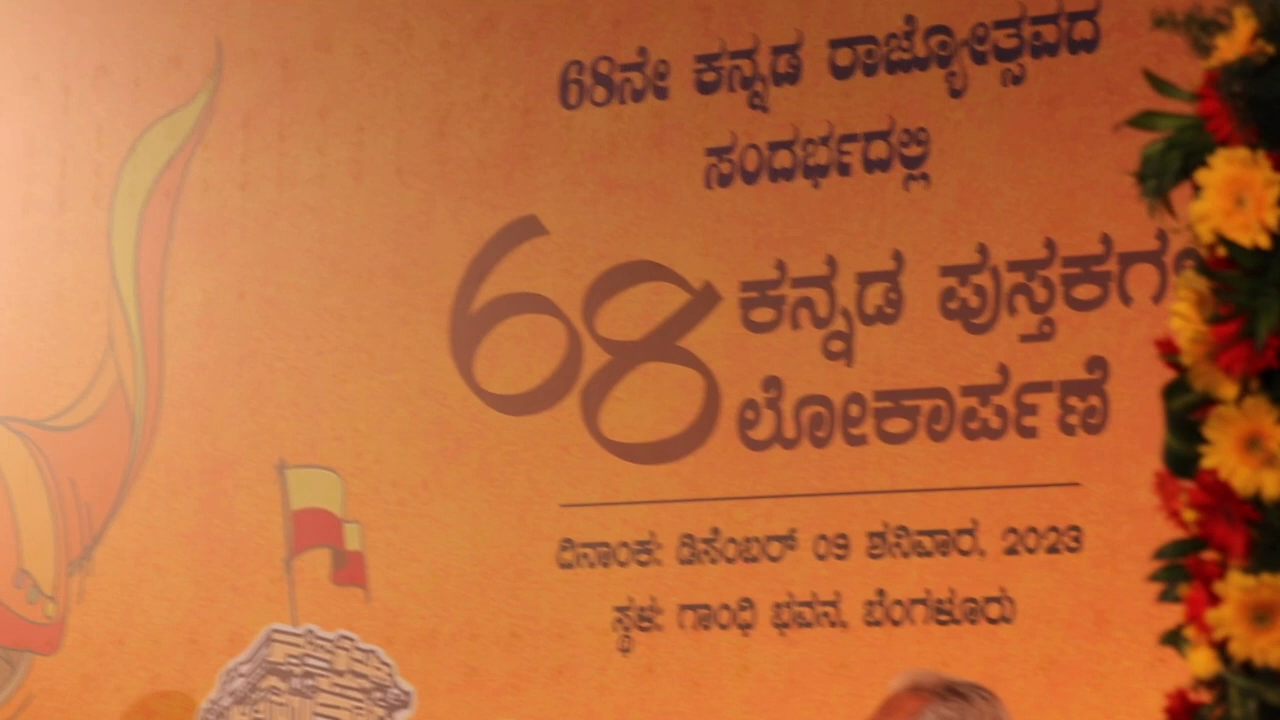 68ನೇ ಕನ್ನಡ ರಾಜ್ಯೋತ್ಸವದ
ಸಂದರ್ಭದಲ್ಲಿ
68 ಕನ್ನಡ
ಲೋಕಾರ್ಪಣೆ
ದಿನಾಂಕ: ಡಿಸೆಂಬರ್ 09 ಶನಿವಾರ, 2023
ಸ್ಥಳ: ಗಾಂಧಿ ಭವನ, ಬೆಂಗಳೂರು